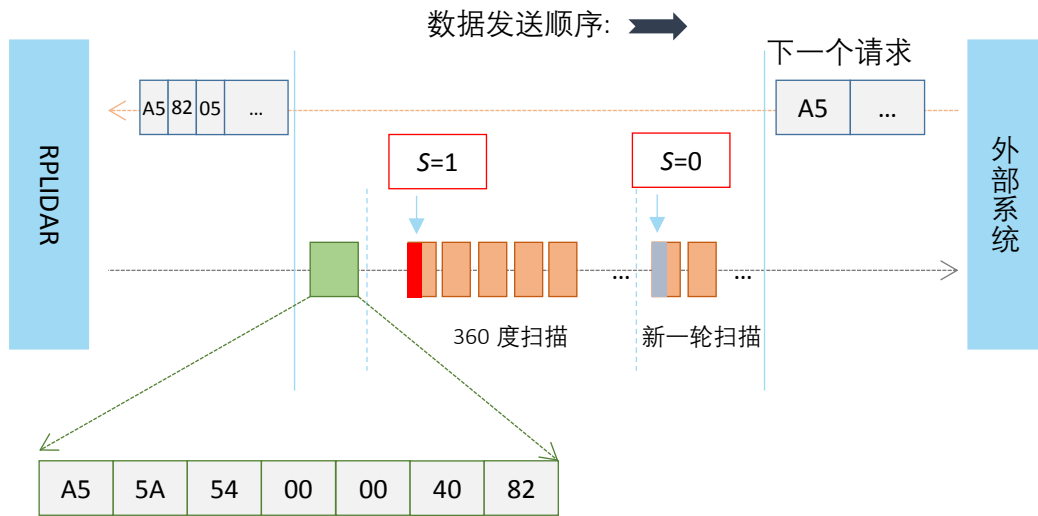 数据发送顺序:
下一个请求
A5 82 05 ...
A5 ...
RPLIDAR
S=1
S=0
外部系统
... ...
360 度扫描
新一轮扫描
A5 5A 54 00 00 40 82